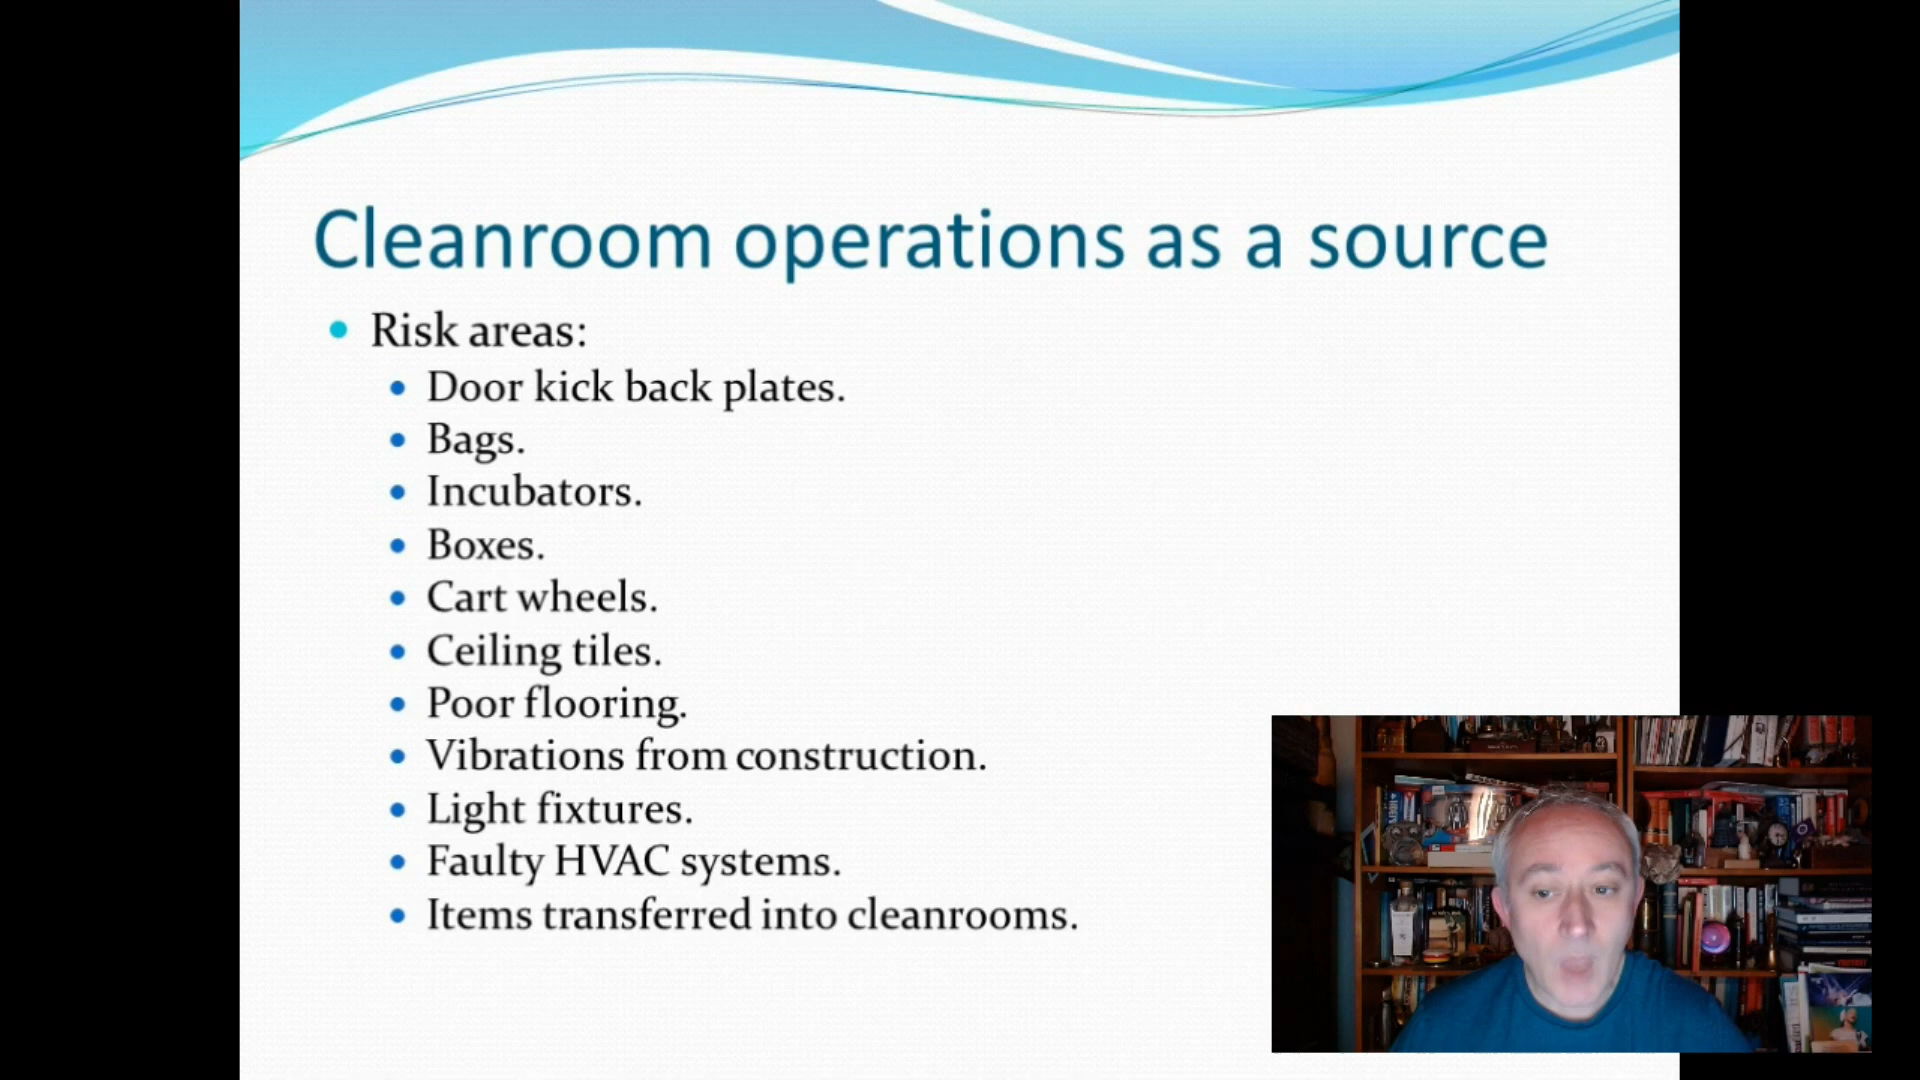 Cleanroom operations as a source
Risk areas:
Door kick back plates.
Bags.
Incubators.
Boxes.
Cart wheels.
Ceiling tiles.
Poor flooring.
Vibrations from construction.
Light fixtures.
Faulty HVAC systems.
Items transferred into cleanrooms.